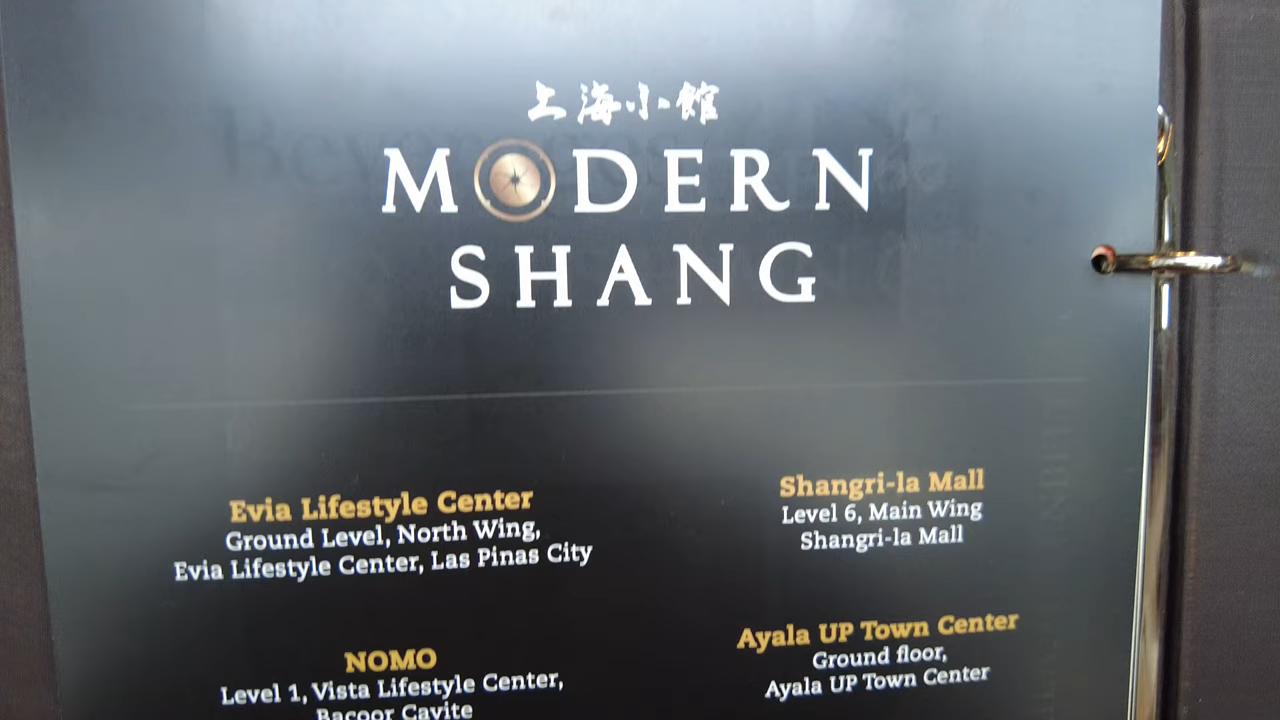 上海小館
MODERN
SHANG
Evia Lifestyle Center
Ground Level, North Wing,
Evia Lifestyle Center, Las Pinas City
Shangri-la Mall
Level 6, Main Wing
Shangri-la Mall
NOMO
Level 1, Vista Lifestyle Center,
Bacoor Cavite
Ayala UP Town Center
Ground floor,
Ayala UP Town Center